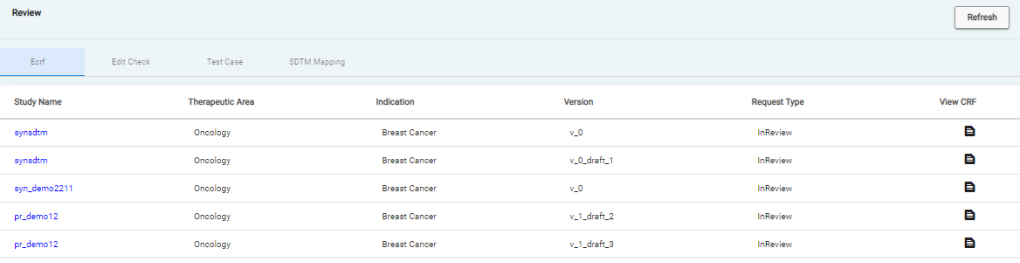 Review
Refresh
Ecrf Edit Check Test Case SDTM Mapping
Study Name Therapeutic Area Indication Version Request Type View CRF
synsdtm Oncology Breast Cancer v_0 InReview
synsdtm Oncology Breast Cancer v_0_draft_1 InReview
syn_demo2211 Oncology Breast Cancer v_0 InReview
pr_demo12 Oncology Breast Cancer v_1_draft_2 InReview
pr_demo12 Oncology Breast Cancer v_1_draft_3 InReview